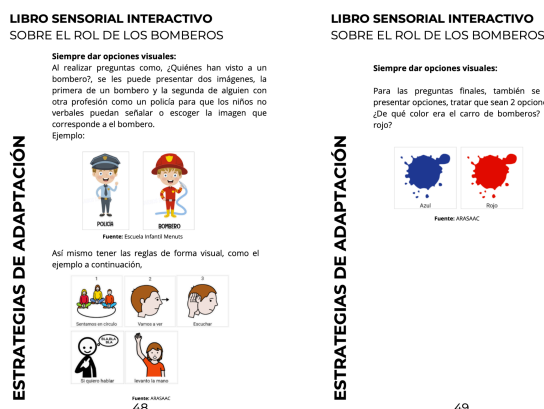 LIBRO SENSORIAL INTERACTIVO
SOBRE EL ROL DE LOS BOMBEROS
Siempre dar opciones visuales:
Al realizar preguntas como, ¿Quiénes han visto a un
bombero?, se les puede presentar dos imágenes, la
primera de un bombero y la segunda de alguien con
otra profesión como un policía para que los niños no
verbales puedan señalar o escoger la imagen que
corresponde a el bombero.
Ejemplo:
POLICÍA
BOMBERO
Fuente: Escuela Infantil Menuts
Así mismo tener las reglas de forma visual, como el
ejemplo a continuación,
1
2
3
Sentamos en círculo
Vamos a ver
Escuchar
BLA,BLA
BLA
Si quiero hablar
levanto la mano
Fuente: ARASAAC
48
ESTRATEGIAS DE ADAPTACIÓN
LIBRO SENSORIAL INTERACTIVO
SOBRE EL ROL DE LOS BOMBEROS
Siempre dar opciones visuales:
Para las preguntas finales, también se
presentar opciones, tratar que sean 2 opcion
¿De qué color era el carro de bomberos?
rojo?
Azul
Rojo
Fuente: ARASAAC
49
ESTRATEGIAS DE ADAPTACIÓN